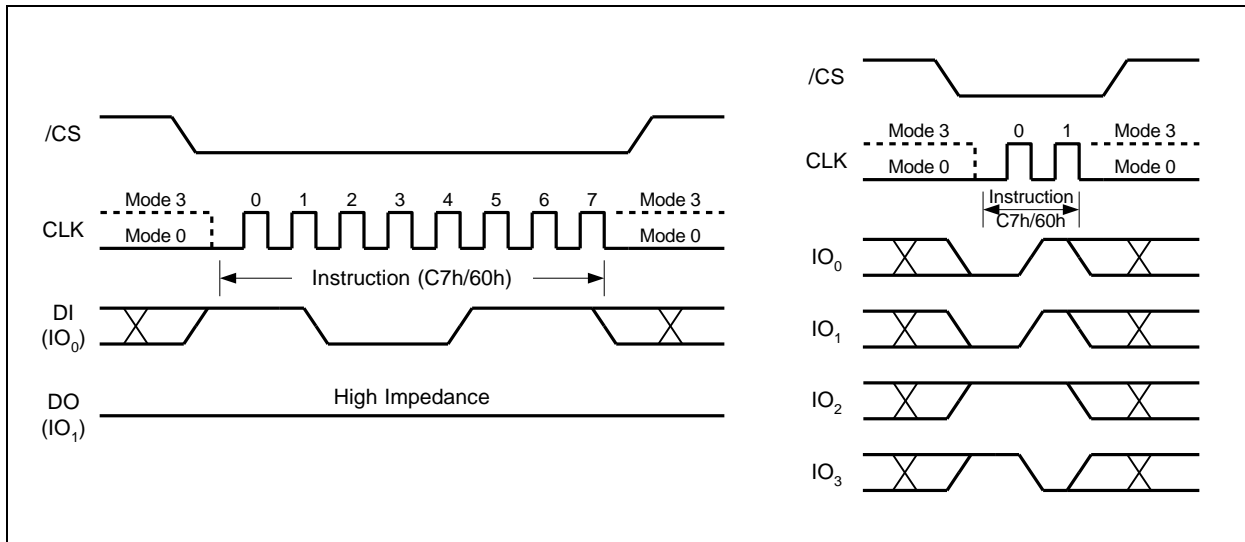 /CS
Mode 3 0 1 2 3 4 5 6 7 Mode 3
CLK
Mode 0 Mode 0
Instruction (C7h/60h)
DI
(IO0)
High Impedance
DO
(IO1)
/CS
Mode 3 0 1 Mode 3
CLK
Mode 0 Mode 0
Instruction
C7h/60h
IO0
IO1
IO2
IO3